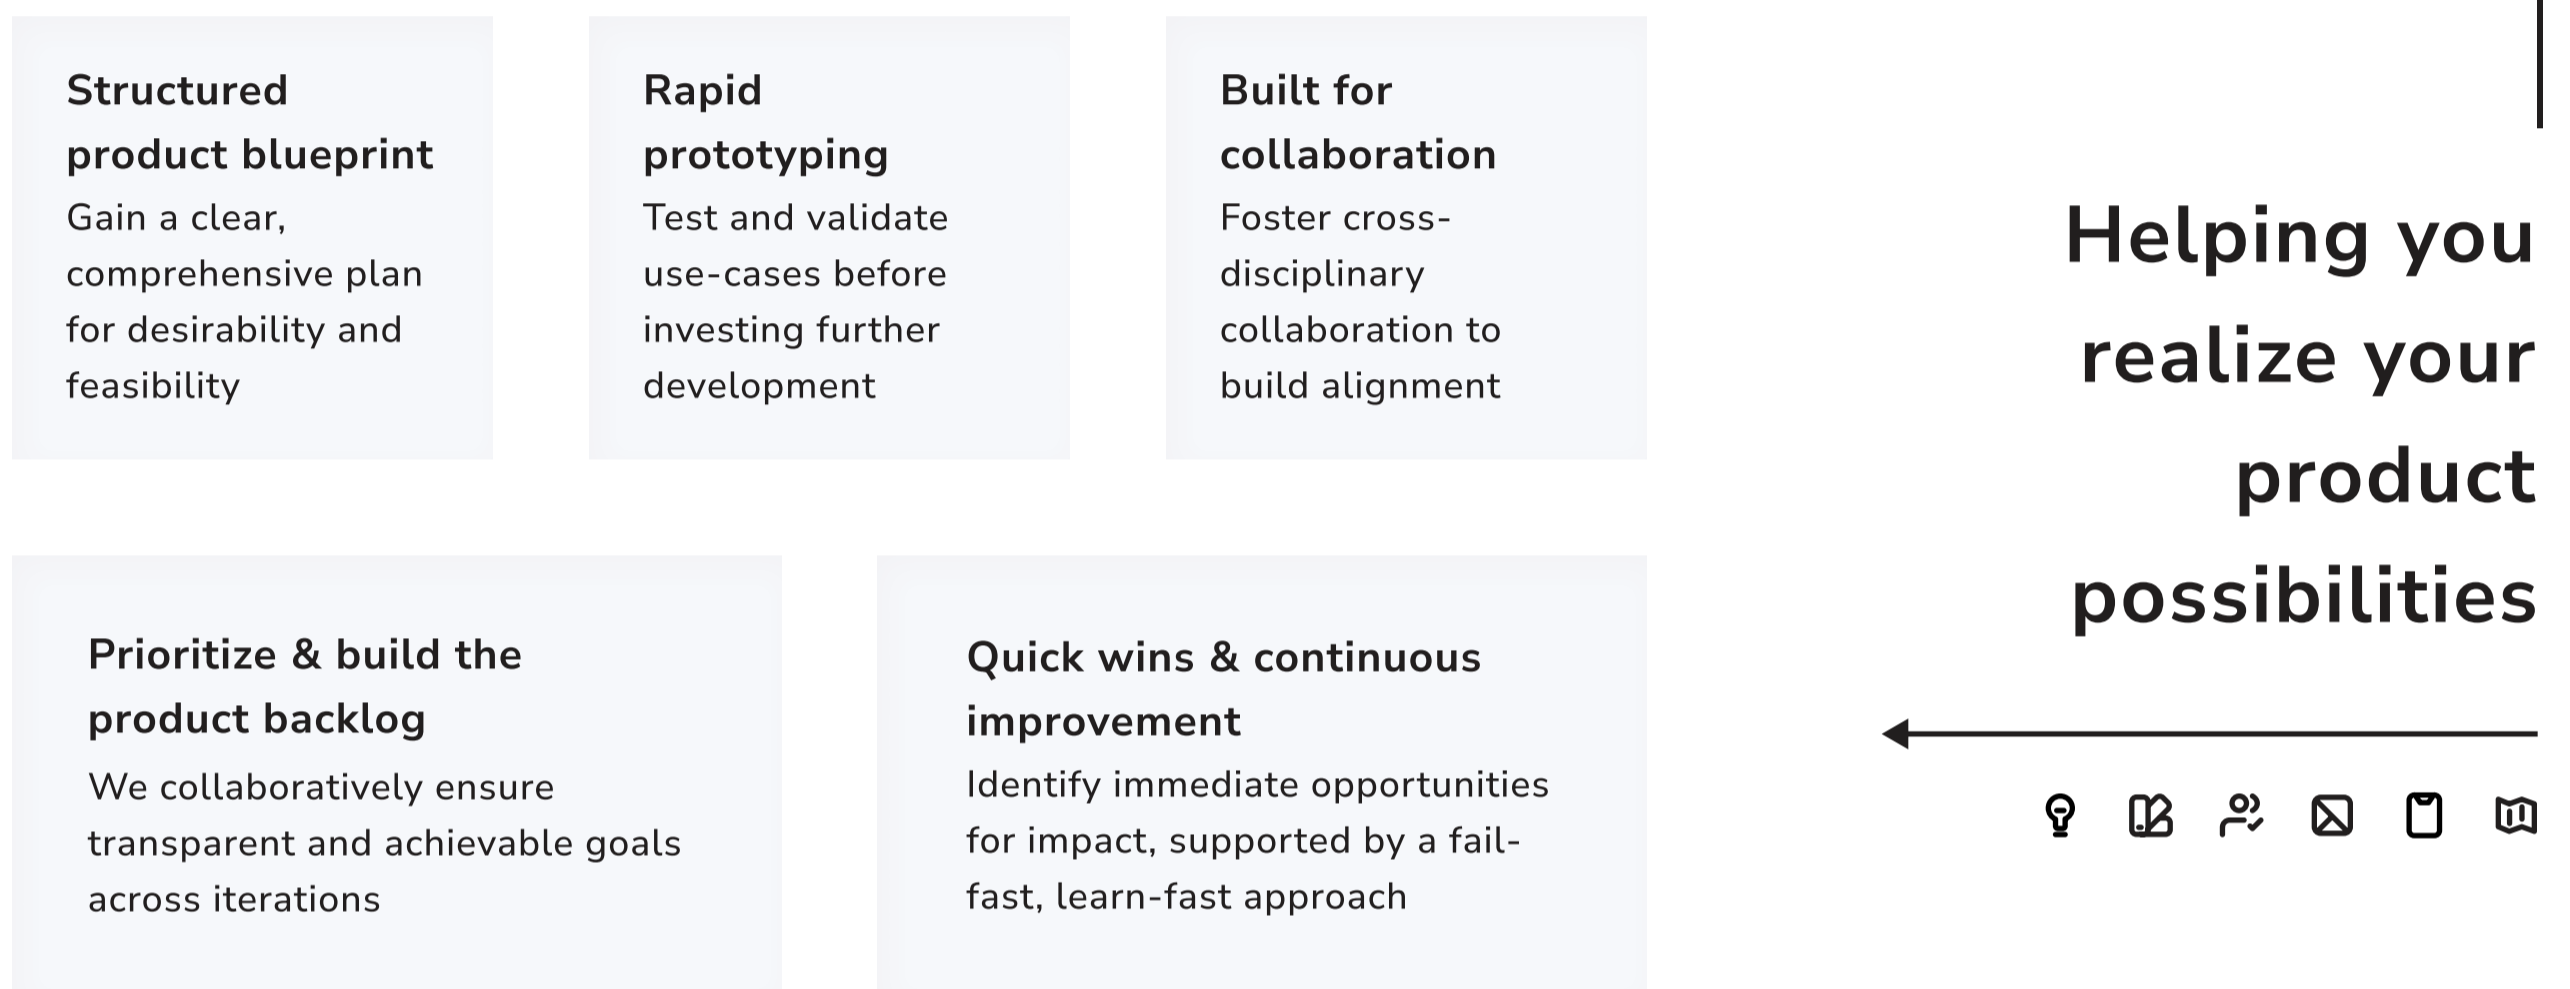 Structured
product blueprint
Gain a clear,
comprehensive plan
for desirability and
feasibility
Rapid
prototyping
Test and validate
use-cases before
investing further
development
Built for
collaboration
Foster cross-
disciplinary
collaboration to
build alignment
Helping you
realize your
product
possibilities
Prioritize & build the
product backlog
We collaboratively ensure
transparent and achievable goals
across iterations
Quick wins & continuous
improvement
Identify immediate opportunities
for impact, supported by a fail-
fast, learn-fast approach